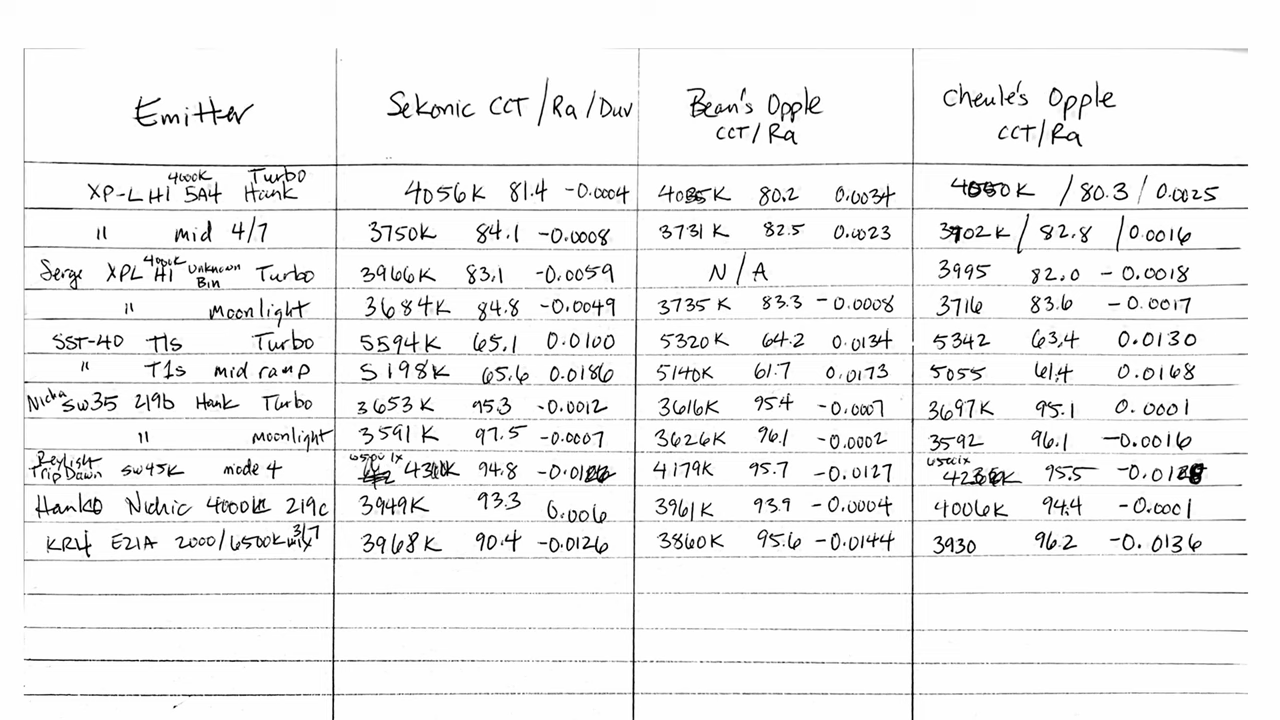 Emitter Sekonic CCT/Ra/Duv Bean's Opple CCT/Ra Cheule's Opple CCT/Ra
XP-L HI 4000K 5A4 Turbo Hank 4056K 81.4 -0.0004 4035K 80.2 0.0034 4050K / 80.3 / 0.0025
" mid 4/7 3750K 84.1 -0.0008 3731K 82.5 0.0023 3702K / 82.8 / 0.0016
Serge XPL HI 4000K Unknown Bin Turbo 3966K 83.1 -0.0059 N/A 3995 82.0 -0.0018
" Moonlight 3684K 84.8 -0.0049 3735K 83.3 -0.0008 3716 83.6 -0.0017
SST-40 T1s Turbo 5594K 65.1 0.0100 5320K 64.2 0.0134 5342 63.4 0.0130
" T1s mid ramp 5198K 65.6 0.0186 5140K 61.7 0.0173 5055 61.4 0.0168
Nichia SW35 219b Hank Turbo 3653K 95.3 -0.0012 3616K 95.4 -0.0007 3697K 95.1 0.0001
" moonlight 3591K 97.5 -0.0007 3626K 96.1 -0.0002 3592 96.1 -0.0016
TripDawn SW45K mode 4 94.8 4179K 95.7 -0.0127 95.5
Hanko Nichic 4000K 219c 3949K 93.3 0.006 3961K 93.9 -0.0004 4006K 94.4 -0.0001
KR4 E21A 2000/6500K mix 3/7 3968K 90.4 -0.0126 3860K 95.6 -0.0144 3930 96.2 -0.0136